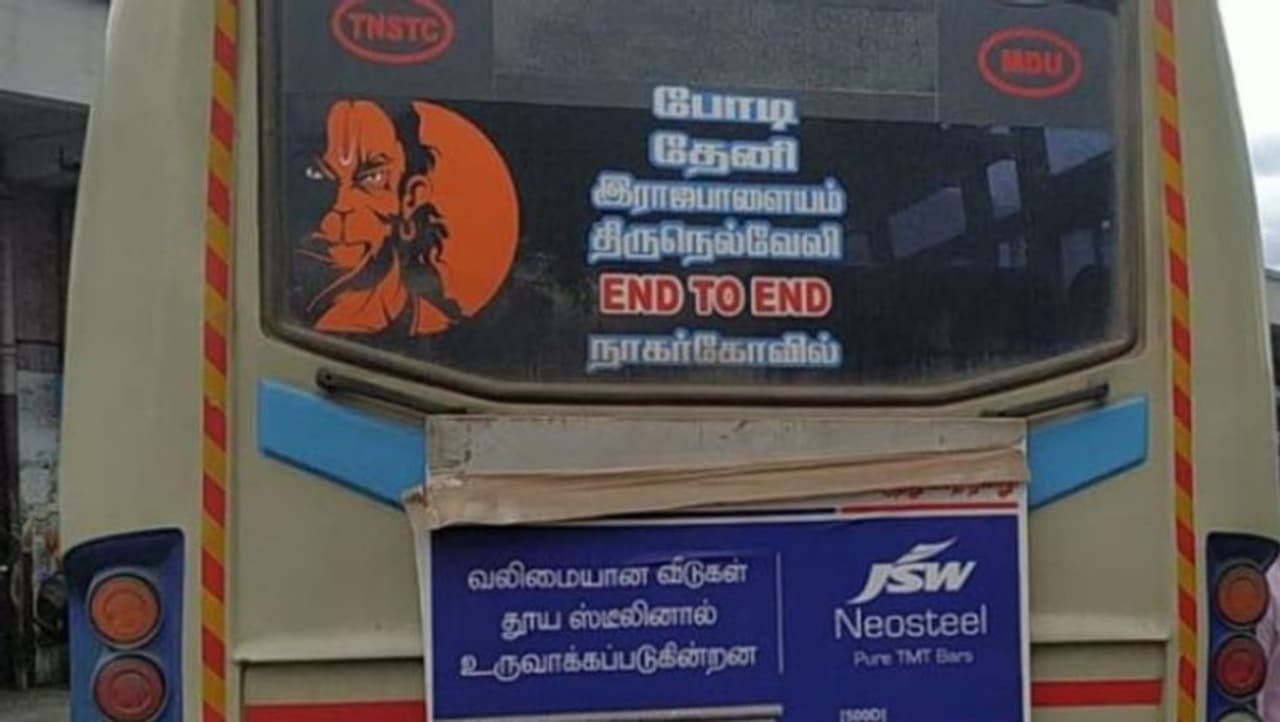 TNSTC
MDU
போடி
தேனி
இராஜபாளையம்
திருநெல்வேலி
END TO END
நாகர்கோவில்
வலிமையான வீடுகள்
தூய ஸ்டீலினால்
உருவாக்கப்படுகின்றன
JSW
Neosteel
Pure TMT Bars
[500D]